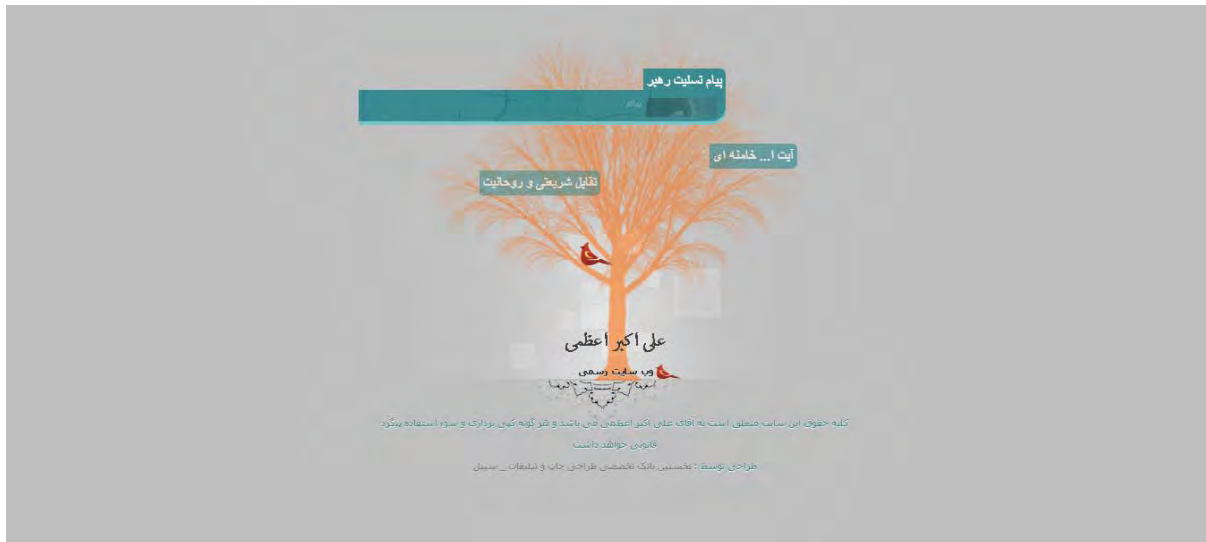 پیام تسلیت رهبر
پیام
آیت ا... خامنه ای
تقابل شریعتی و روحانیت
علی اکبر اعظمی
وب سایت رسمی
کلیه حقوق این سایت متعلق است به آقای علی اکبر اعظمی می باشد و هر گونه کپی برداری و سوء استفاده پیگرد
قانونی خواهد داشت
طراحی توسط : نخستین بانک تخصصی طراحی چاپ و تبلیغات _ سیبل